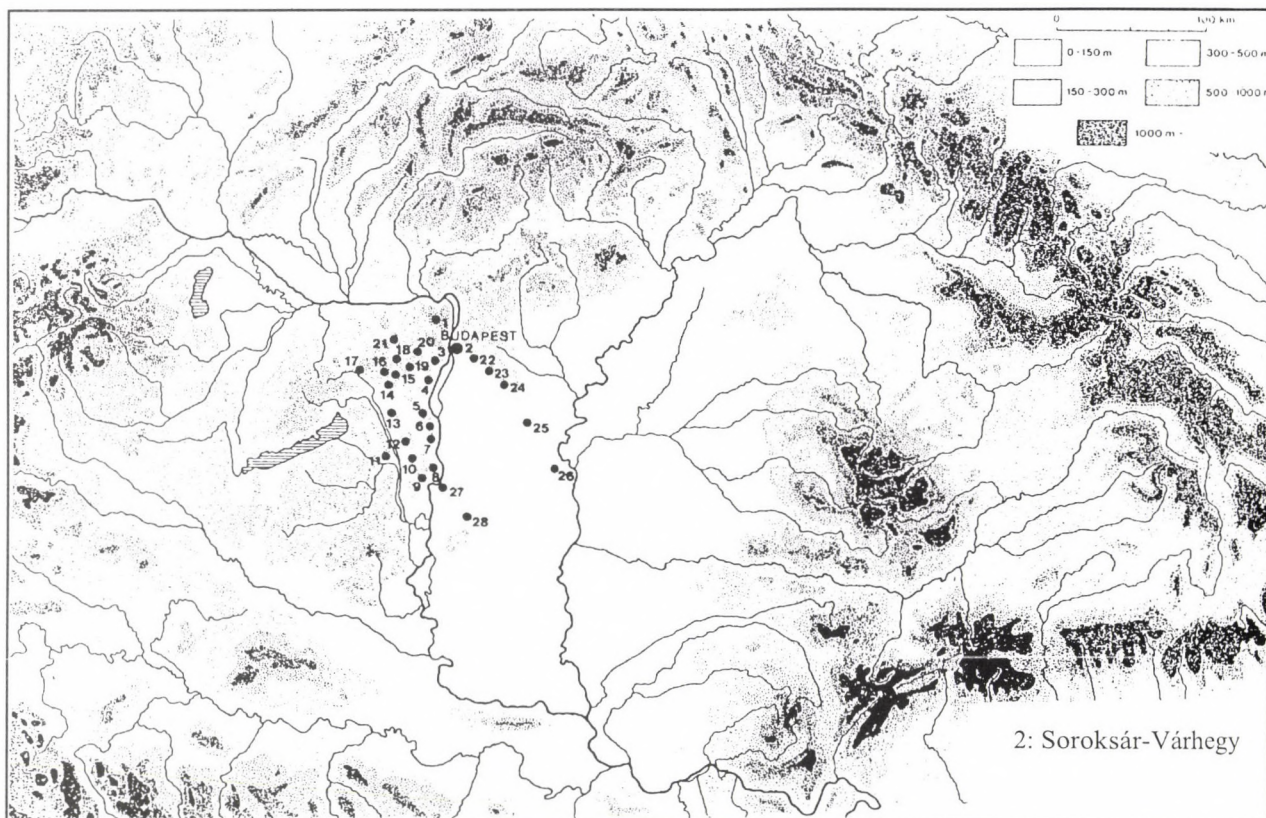 0 100 km
0-150 m 300-500 m
150-300 m 500-1000 m
1000 m -
1
BUDAPEST
21 20 2
18 3 22
17 16 19 23
15 4 24
14
13 5 25
6
12 7
11 10 8 26
9 27
28
2: Soroksár-Várhegy